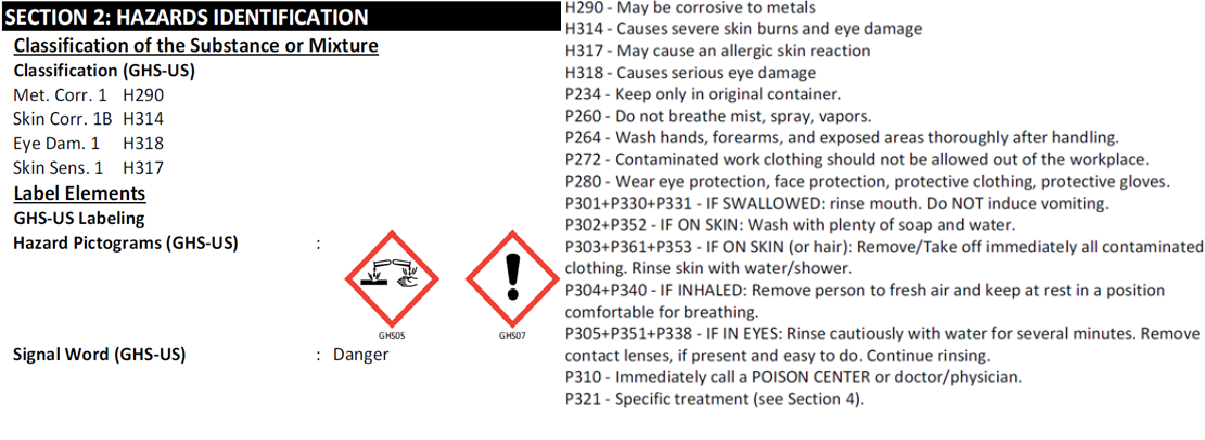 SECTION 2: HAZARDS IDENTIFICATION
Classification of the Substance or Mixture
Classification (GHS-US)
Met. Corr. 1 H290
Skin Corr. 1B H314
Eye Dam. 1 H318
Skin Sens. 1 H317
Label Elements
GHS-US Labeling
Hazard Pictograms (GHS-US) :
GHS05 GHS07
Signal Word (GHS-US) : Danger
H290 - May be corrosive to metals
H314 - Causes severe skin burns and eye damage
H317 - May cause an allergic skin reaction
H318 - Causes serious eye damage
P234 - Keep only in original container.
P260 - Do not breathe mist, spray, vapors.
P264 - Wash hands, forearms, and exposed areas thoroughly after handling.
P272 - Contaminated work clothing should not be allowed out of the workplace.
P280 - Wear eye protection, face protection, protective clothing, protective gloves.
P301+P330+P331 - IF SWALLOWED: rinse mouth. Do NOT induce vomiting.
P302+P352 - IF ON SKIN: Wash with plenty of soap and water.
P303+P361+P353 - IF ON SKIN (or hair): Remove/Take off immediately all contaminated
clothing. Rinse skin with water/shower.
P304+P340 - IF INHALED: Remove person to fresh air and keep at rest in a position
comfortable for breathing.
P305+P351+P338 - IF IN EYES: Rinse cautiously with water for several minutes. Remove
contact lenses, if present and easy to do. Continue rinsing.
P310 - Immediately call a POISON CENTER or doctor/physician.
P321 - Specific treatment (see Section 4).